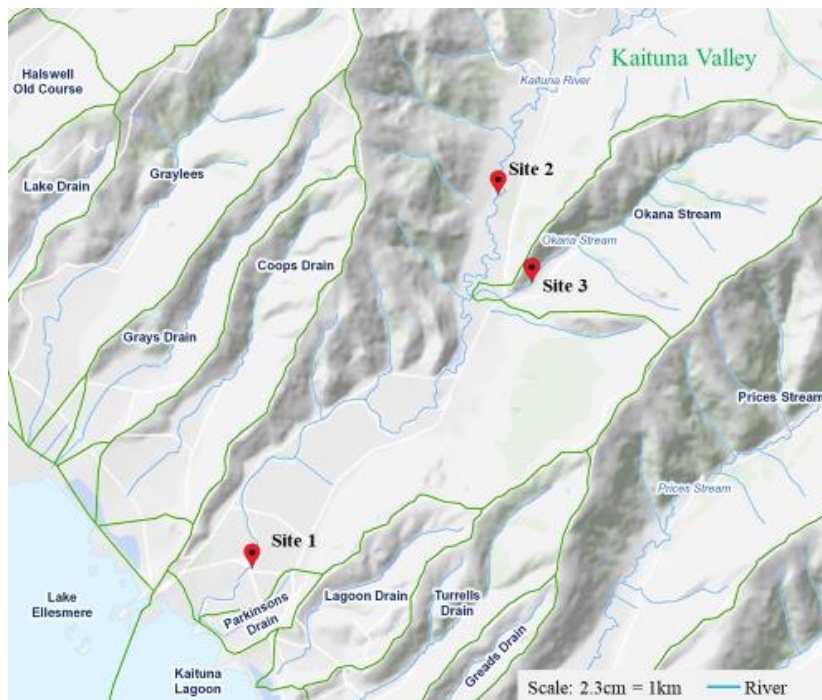 Kaituna Valley
Halswell
Old Course
Kaituna River
Site 2
Lake Drain
Graylees
Okana Stream
Okana Stream
Coops Drain
Site 3
Grays Drain
Prices Stream
Prices Stream
Site 1
Lake
Ellesmere
Parkinsons
Drain
Lagoon Drain
Turrells
Drain
Greads Drain
Kaituna
Lagoon
Scale: 2.3cm = 1km
River